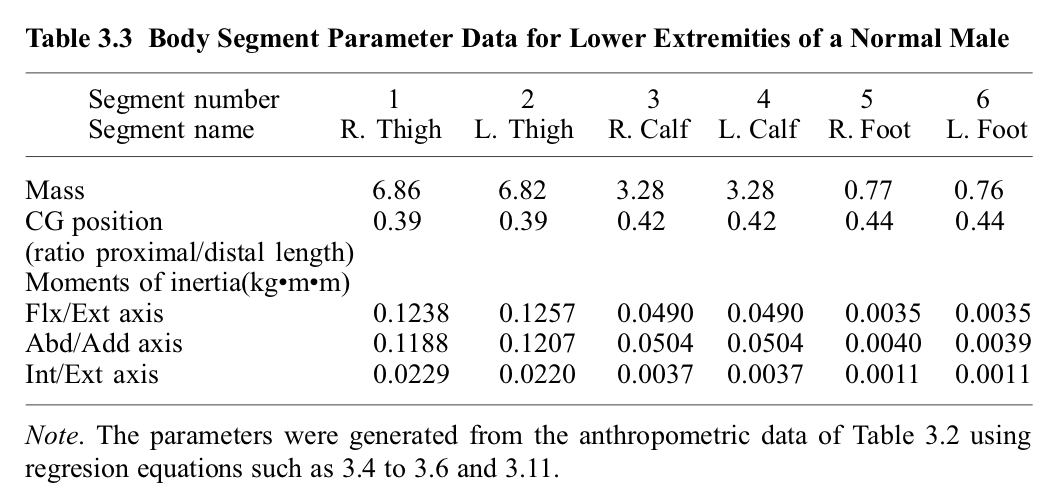 Table 3.3 Body Segment Parameter Data for Lower Extremities of a Normal Male
Segment number 1 2 3 4 5 6
Segment name R. Thigh L. Thigh R. Calf L. Calf R. Foot L. Foot
Mass 6.86 6.82 3.28 3.28 0.77 0.76
CG position 0.39 0.39 0.42 0.42 0.44 0.44
(ratio proximal/distal length)
Moments of inertia(kg•m•m)
Flx/Ext axis 0.1238 0.1257 0.0490 0.0490 0.0035 0.0035
Abd/Add axis 0.1188 0.1207 0.0504 0.0504 0.0040 0.0039
Int/Ext axis 0.0229 0.0220 0.0037 0.0037 0.0011 0.0011
Note. The parameters were generated from the anthropometric data of Table 3.2 using
regresion equations such as 3.4 to 3.6 and 3.11.